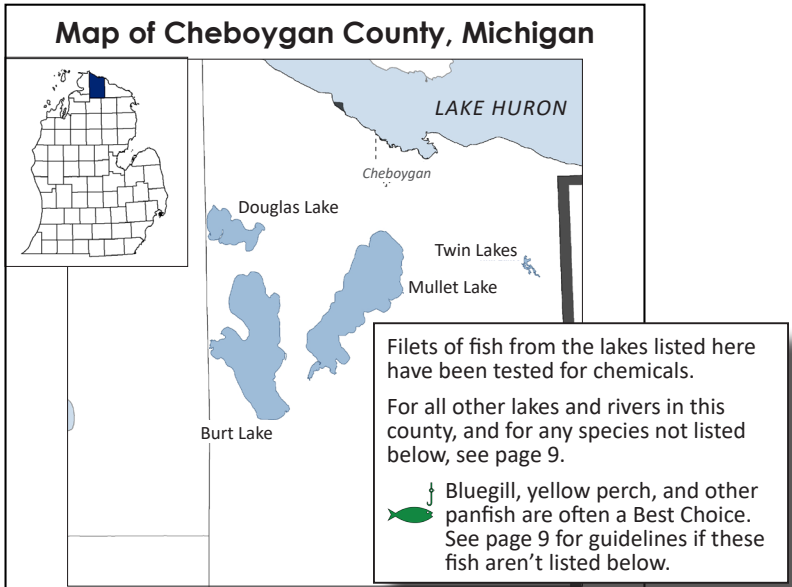 Map of Cheboygan County, Michigan
LAKE HURON
Cheboygan
Douglas Lake
Twin Lakes
Mullet Lake
Burt Lake
Filets of fish from the lakes listed here
have been tested for chemicals.
For all other lakes and rivers in this
county, and for any species not listed
below, see page 9.
Bluegill, yellow perch, and other
panfish are often a Best Choice.
See page 9 for guidelines if these
fish aren’t listed below.